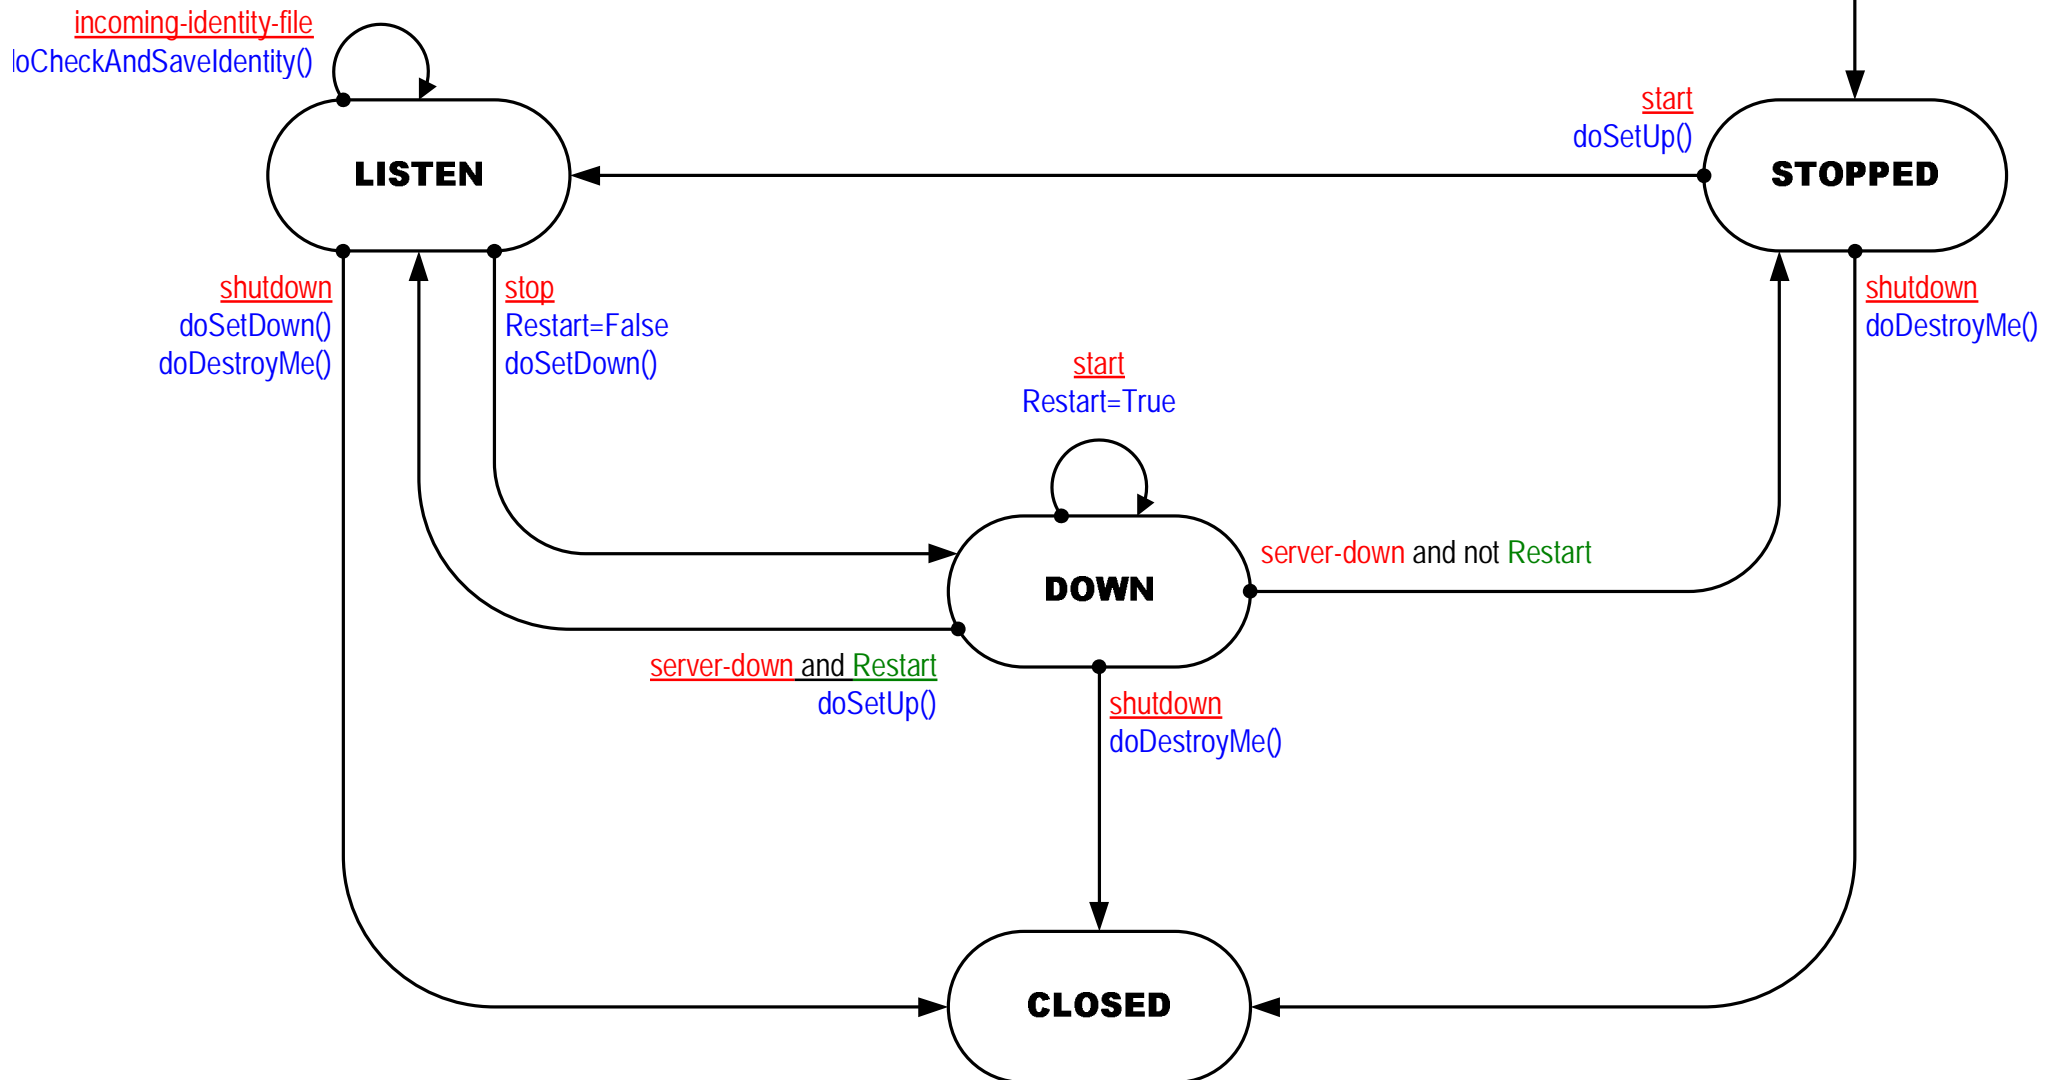 incoming-identity-file
oCheckAndSaveIdentity()
start
doSetUp()
LISTEN
STOPPED
shutdown
doSetDown()
doDestroyMe()
stop
Restart=False
doSetDown()
shutdown
doDestroyMe()
start
Restart=True
server-down and not Restart
DOWN
server-down and Restart
doSetUp()
shutdown
doDestroyMe()
CLOSED